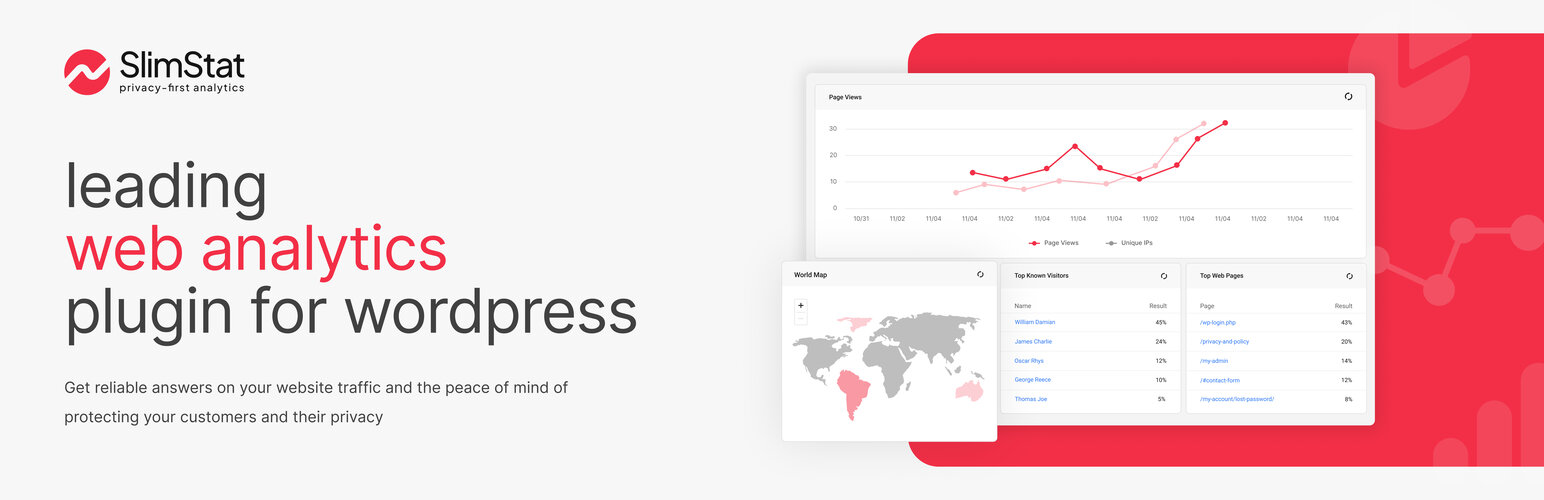 SlimStat
privacy-first analytics
leading
web analytics
plugin for wordpress
Get reliable answers on your website traffic and the peace of mind of
protecting your customers and their privacy
Page Views
30
20
10
0
10/31 11/02 11/04 11/04 11/02 11/04 11/04 11/04 11/02 11/04 11/04 11/02 11/04 11/04
Page Views Unique IPs
World Map
+
Top Known Visitors
Name Result
William Damian 45%
James Charlie 24%
Oscar Rhys 12%
George Reece 10%
Thomas Joe 5%
Top Web Pages
Page Result
/wp-login.php 43%
/privacy-and-policy 20%
/my-admin 14%
/#contact-form 12%
/my-account/lost-password/ 8%